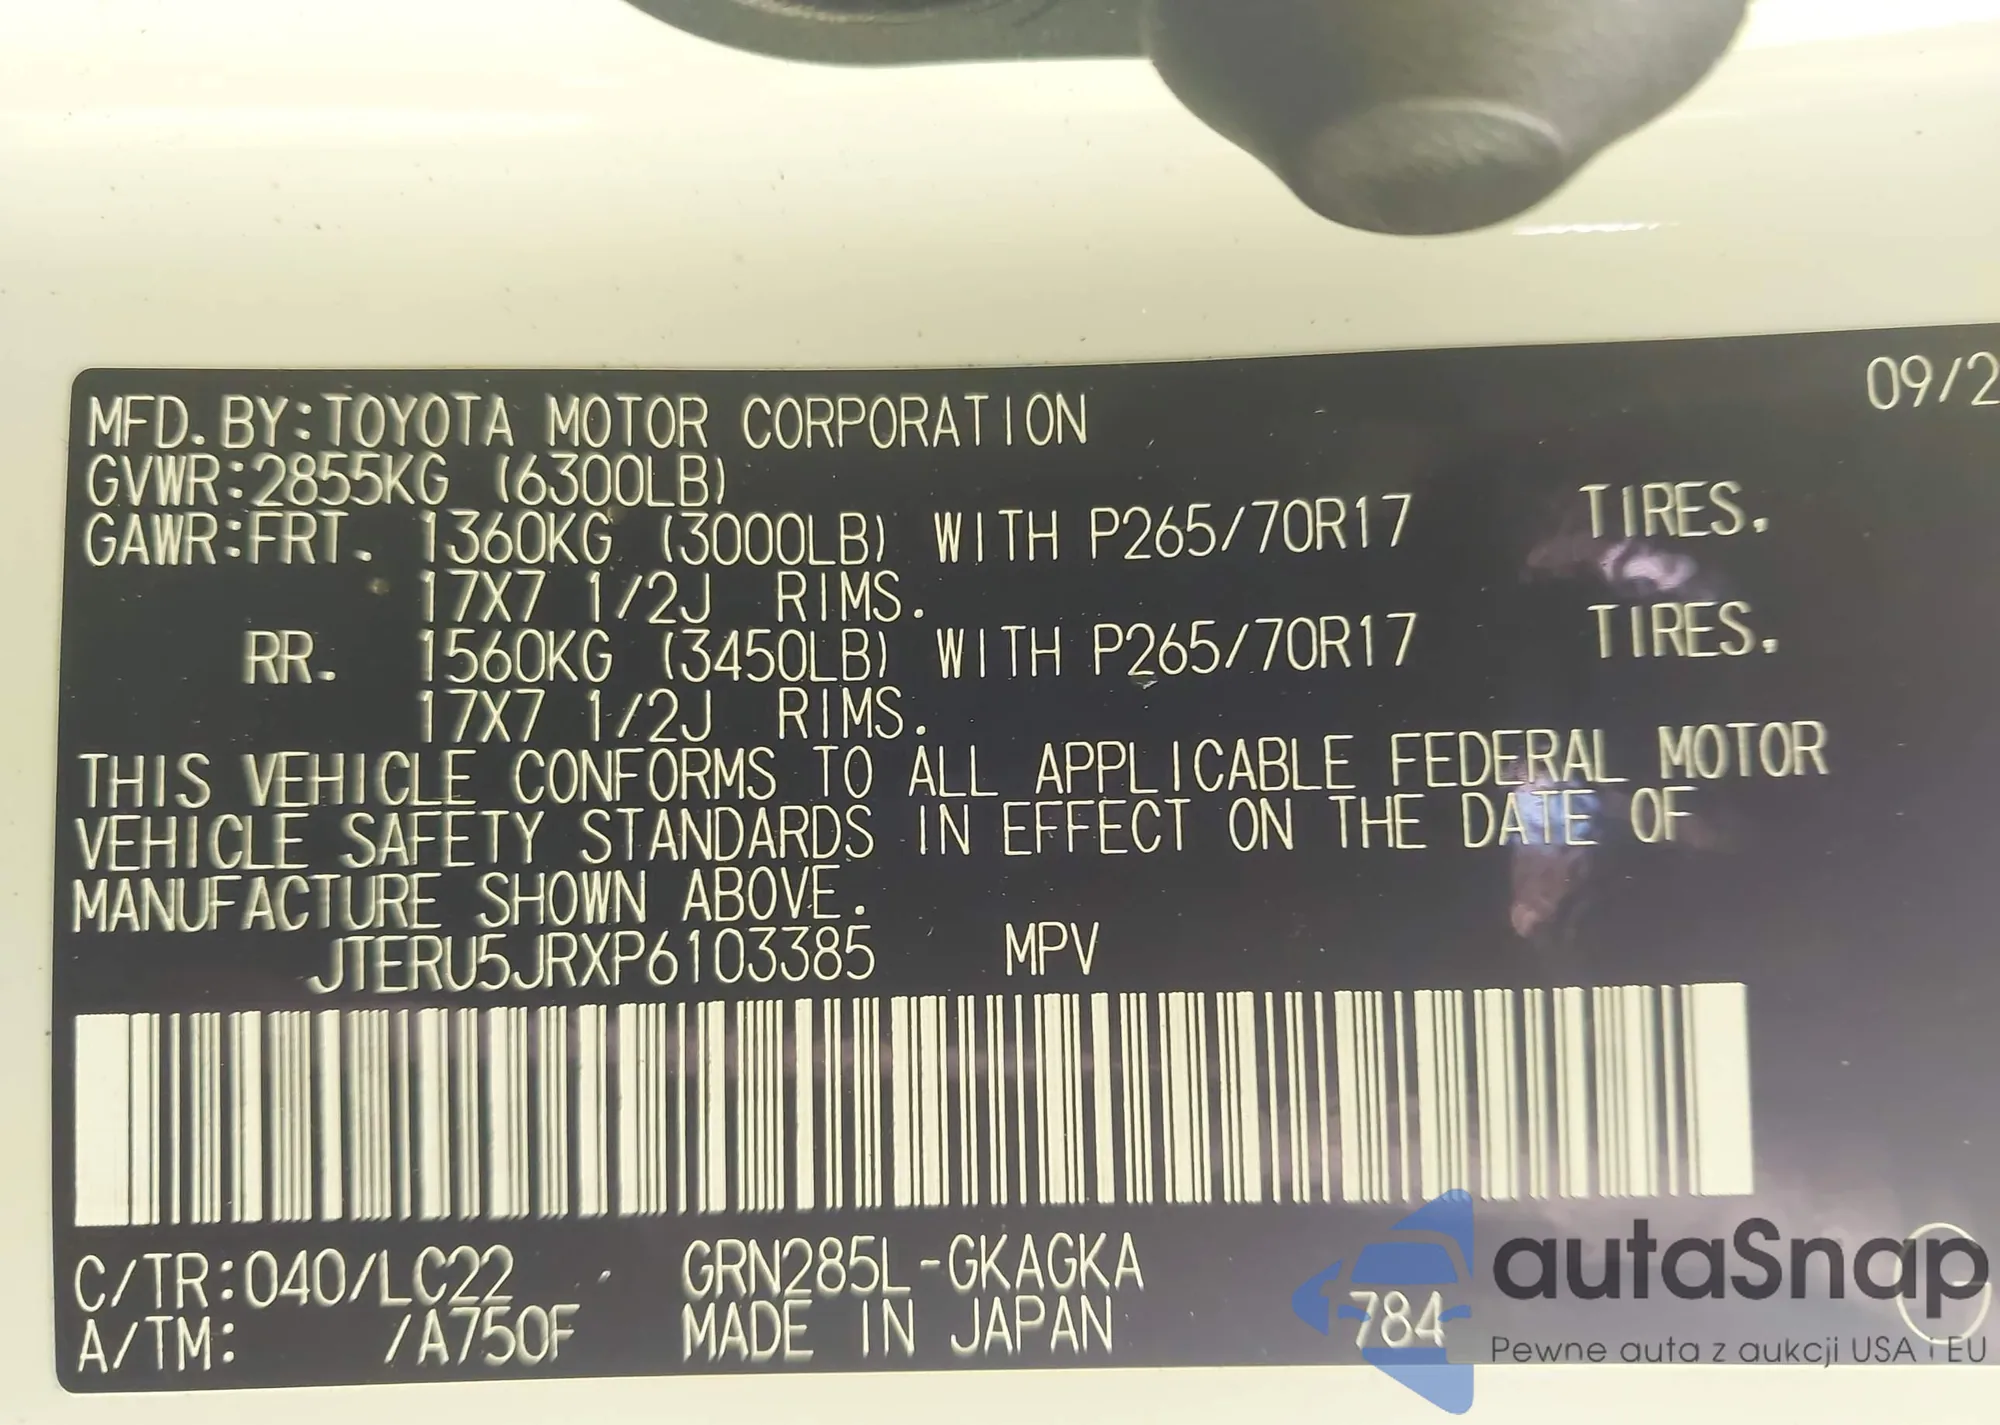 09/2
MFD. BY:TOYOTA MOTOR CORPORATION
GVWR:2855KG (6300LB)
GAWR:FRT. 1360KG (3000LB) WITH P265/70R17 TIRES.
17X7 1/2J RIMS.
RR. 1560KG (3450LB) WITH P265/70R17 TIRES.
17X7 1/2J RIMS.
THIS VEHICLE CONFORMS TO ALL APPLICABLE FEDERAL MOTOR
VEHICLE SAFETY STANDARDS IN EFFECT ON THE DATE OF
MANUFACTURE SHOWN ABOVE.
JTERU5JRXP6103385 MPV
C/TR:040/LC22 GRN285L-GKAGKA
A/TM: /A750F MADE IN JAPAN 784
autaSnap
Pewne auta z aukcji USA i EU